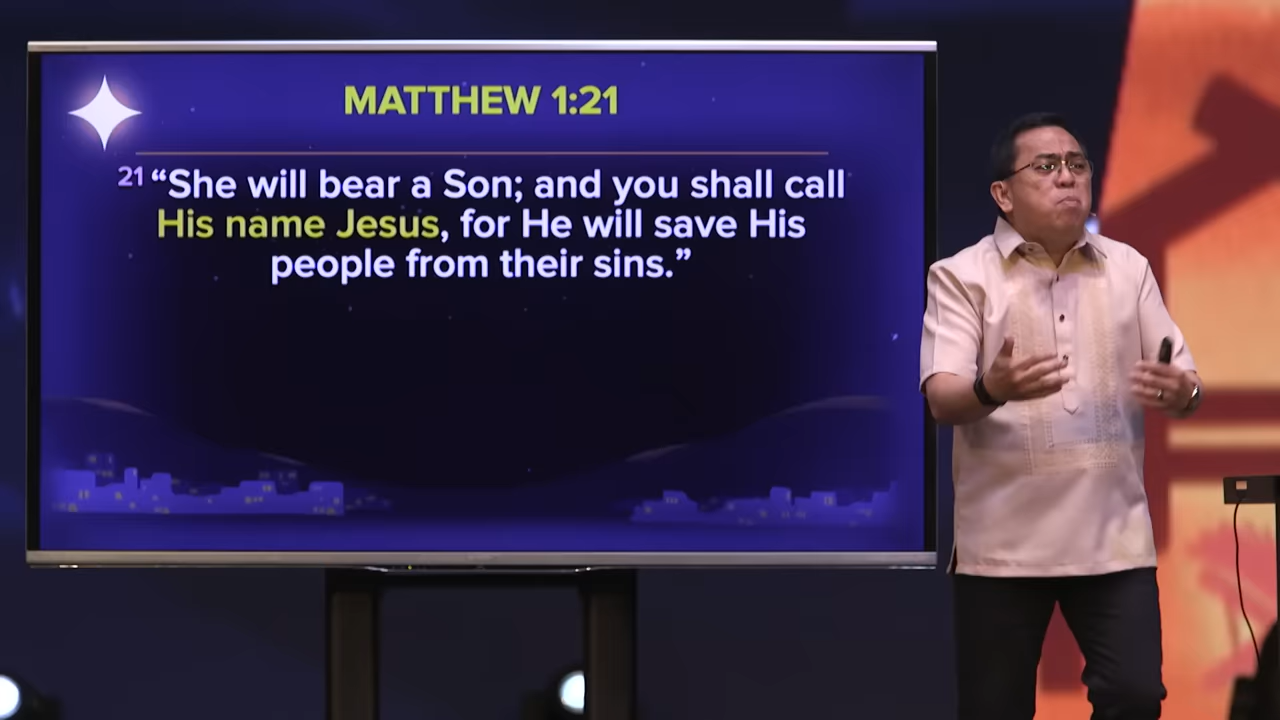 MATTHEW 1:21
21 “She will bear a Son; and you shall call
His name Jesus, for He will save His
people from their sins.”